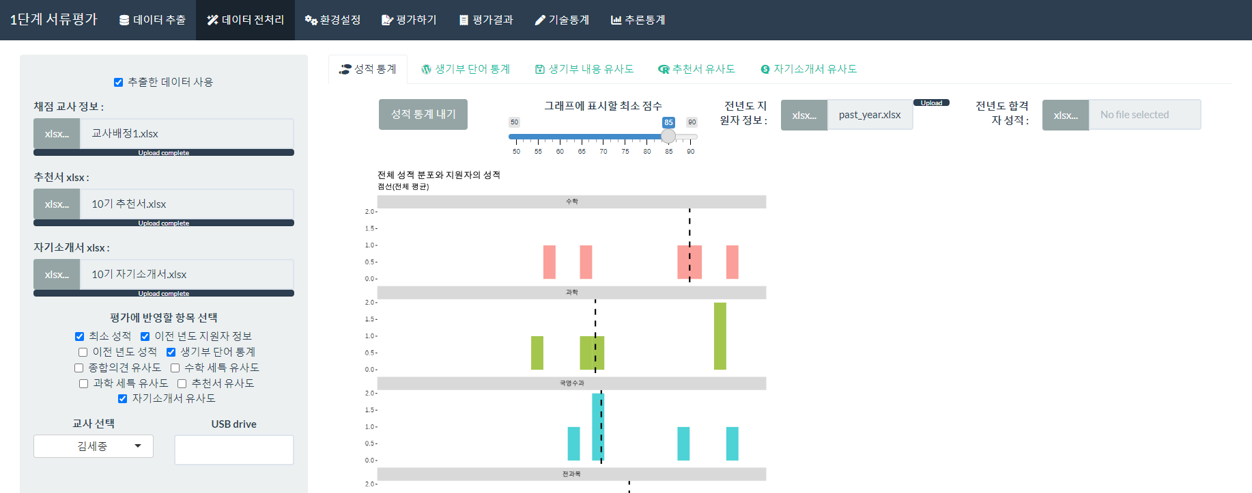 1단계 서류평가 데이터 추출 데이터 전처리 환경설정 평가하기 평가결과 기술통계 추론통계
추출한 데이터 사용
채점 교사 정보 :
xlsx... 교사배정1.xlsx
Upload complete
추천서 xlsx :
xlsx... 10기 추천서.xlsx
Upload complete
자기소개서 xlsx :
xlsx... 10기 자기소개서.xlsx
Upload complete
평가에 반영할 항목 선택
최소 성적 이전 년도 지원자 정보
이전 년도 성적 생기부 단어 통계
종합의견 유사도 수학 세특 유사도
과학 세특 유사도 추천서 유사도
자기소개서 유사도
교사 선택 USB drive
김세종
성적 통계 생기부 단어 통계 생기부 내용 유사도 추천서 유사도 자기소개서 유사도
성적 통계 내기
그래프에 표시할 최소 점수
50 85 90
50 55 60 65 70 75 80 85 90
전년도 지
원자 정보 :
xlsx... past_year.xlsx
Upload
전년도 합격
자 성적 :
xlsx... No file selected
전체 성적 분포와 지원자의 성적
점선(전체 평균)
수학
2.0
1.5
1.0
0.5
0.0
과학
2.0
1.5
1.0
0.5
0.0
국영수과
2.0
1.5
1.0
0.5
0.0
전과목
2.0